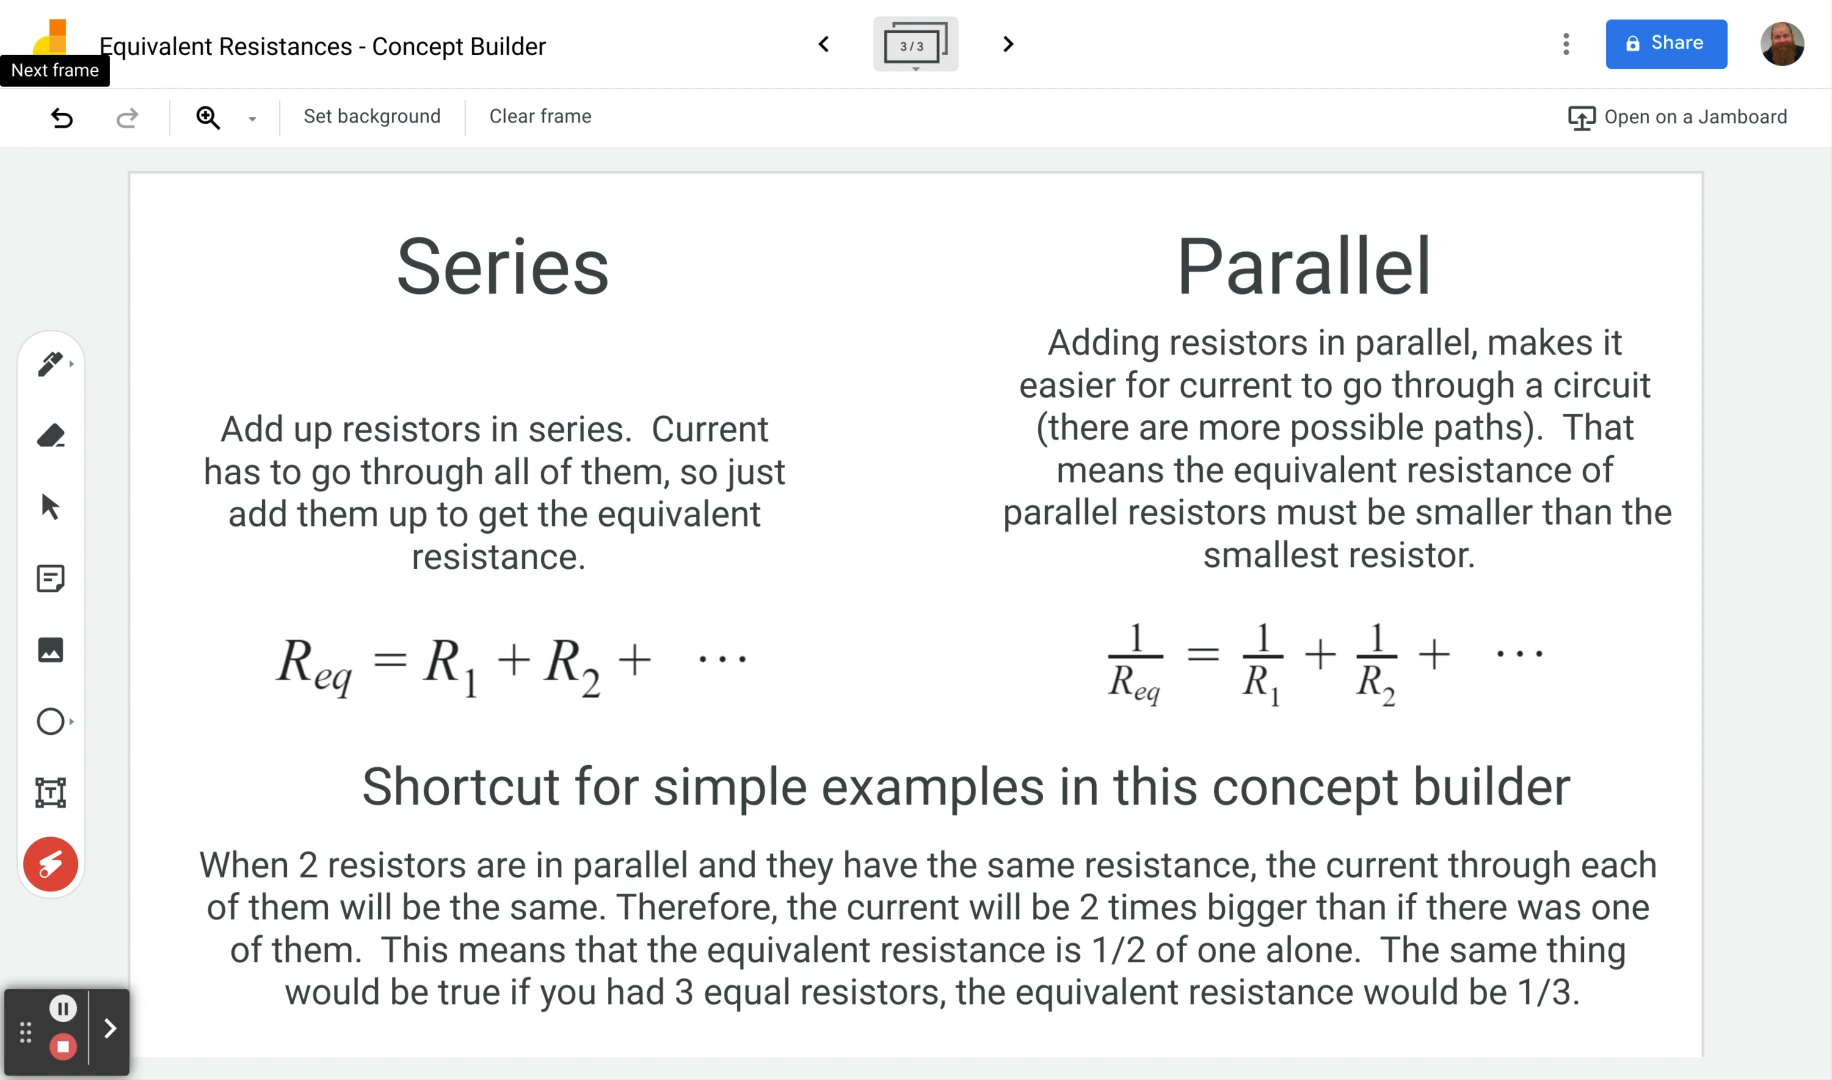 Equivalent Resistances - Concept Builder
Next frame
3 / 3
Share
Set background
Clear frame
Open on a Jamboard
Series
Add up resistors in series.  Current
has to go through all of them, so just
add them up to get the equivalent
resistance.
R_eq = R_1 + R_2 + ⋯
Parallel
Adding resistors in parallel, makes it
easier for current to go through a circuit
(there are more possible paths).  That
means the equivalent resistance of
parallel resistors must be smaller than the
smallest resistor.
1/R_eq = 1/R_1 + 1/R_2 + ⋯
Shortcut for simple examples in this concept builder
When 2 resistors are in parallel and they have the same resistance, the current through each
of them will be the same. Therefore, the current will be 2 times bigger than if there was one
of them.  This means that the equivalent resistance is 1/2 of one alone.  The same thing
would be true if you had 3 equal resistors, the equivalent resistance would be 1/3.